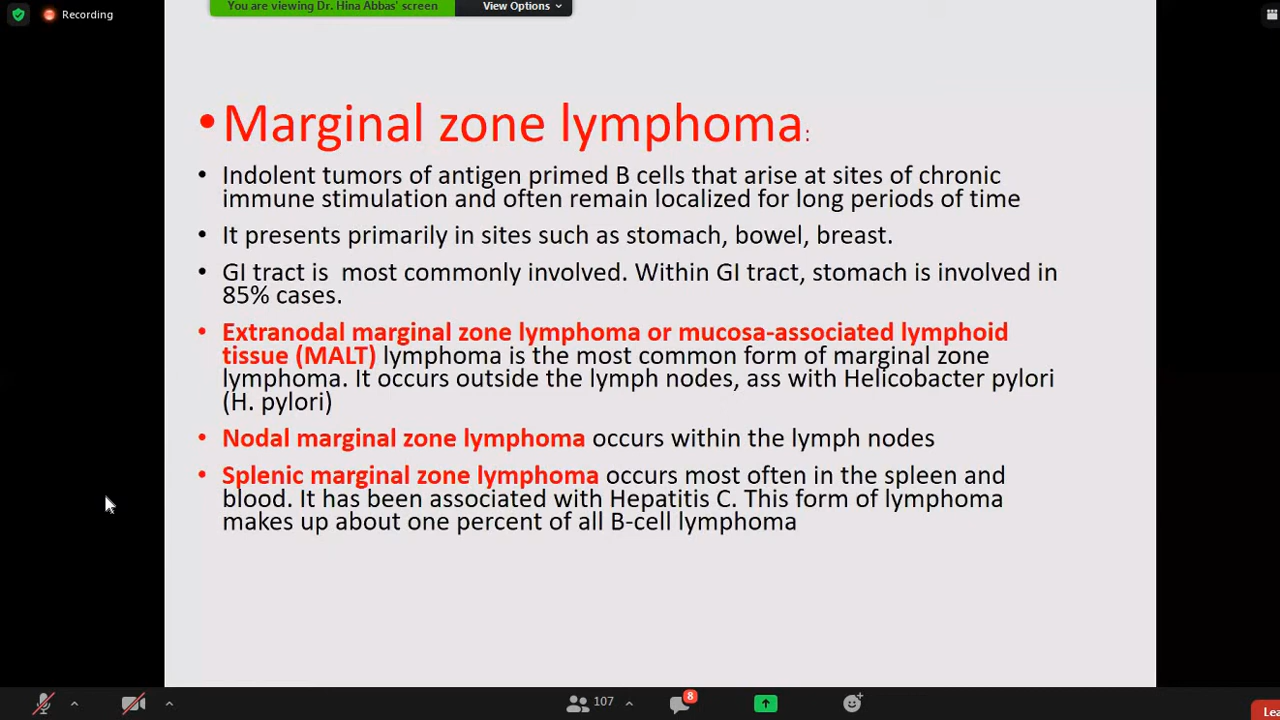 You are viewing Dr. Hina Abbas' screen
View Options
Recording
•Marginal zone lymphoma:
• Indolent tumors of antigen primed B cells that arise at sites of chronic
immune stimulation and often remain localized for long periods of time
• It presents primarily in sites such as stomach, bowel, breast.
• GI tract is  most commonly involved. Within GI tract, stomach is involved in
85% cases.
• Extranodal marginal zone lymphoma or mucosa-associated lymphoid
tissue (MALT) lymphoma is the most common form of marginal zone
lymphoma. It occurs outside the lymph nodes, ass with Helicobacter pylori
(H. pylori)
• Nodal marginal zone lymphoma occurs within the lymph nodes
• Splenic marginal zone lymphoma occurs most often in the spleen and
blood. It has been associated with Hepatitis C. This form of lymphoma
makes up about one percent of all B-cell lymphoma
107
8
Lea